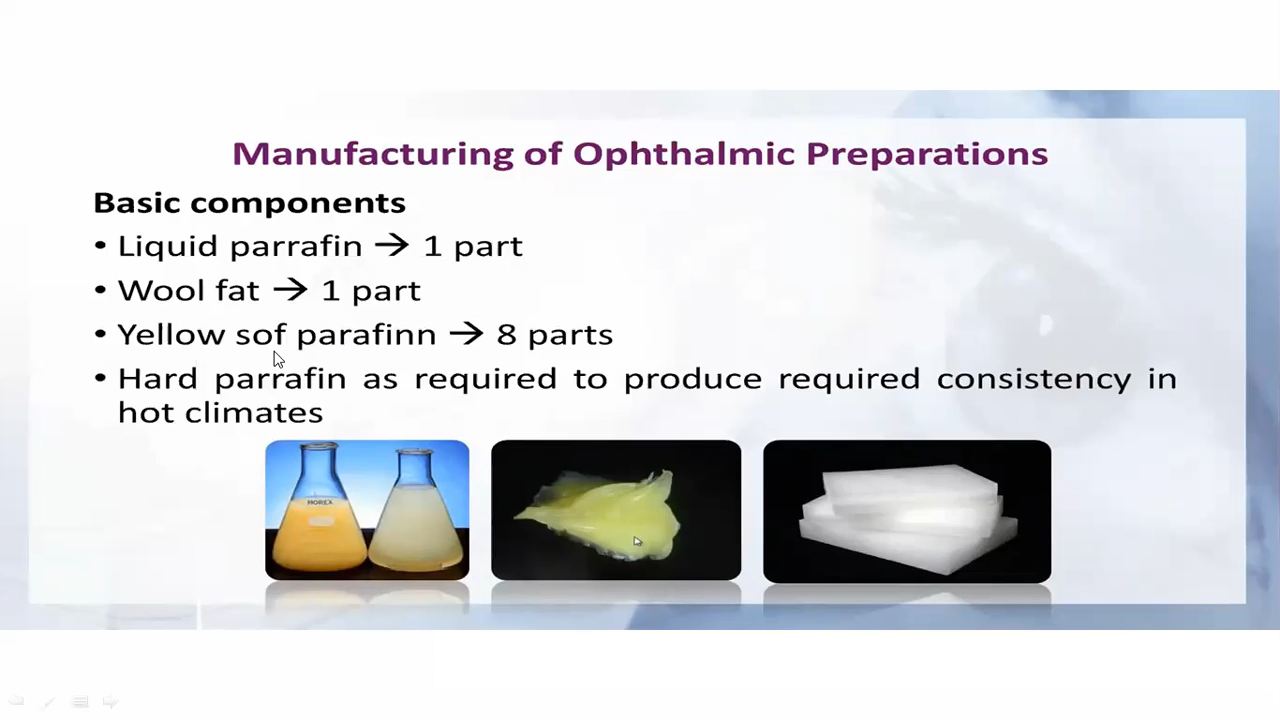 Manufacturing of Ophthalmic Preparations
Basic components
• Liquid parrafin → 1 part
• Wool fat → 1 part
• Yellow sof parafinn → 8 parts
• Hard parrafin as required to produce required consistency in
hot climates